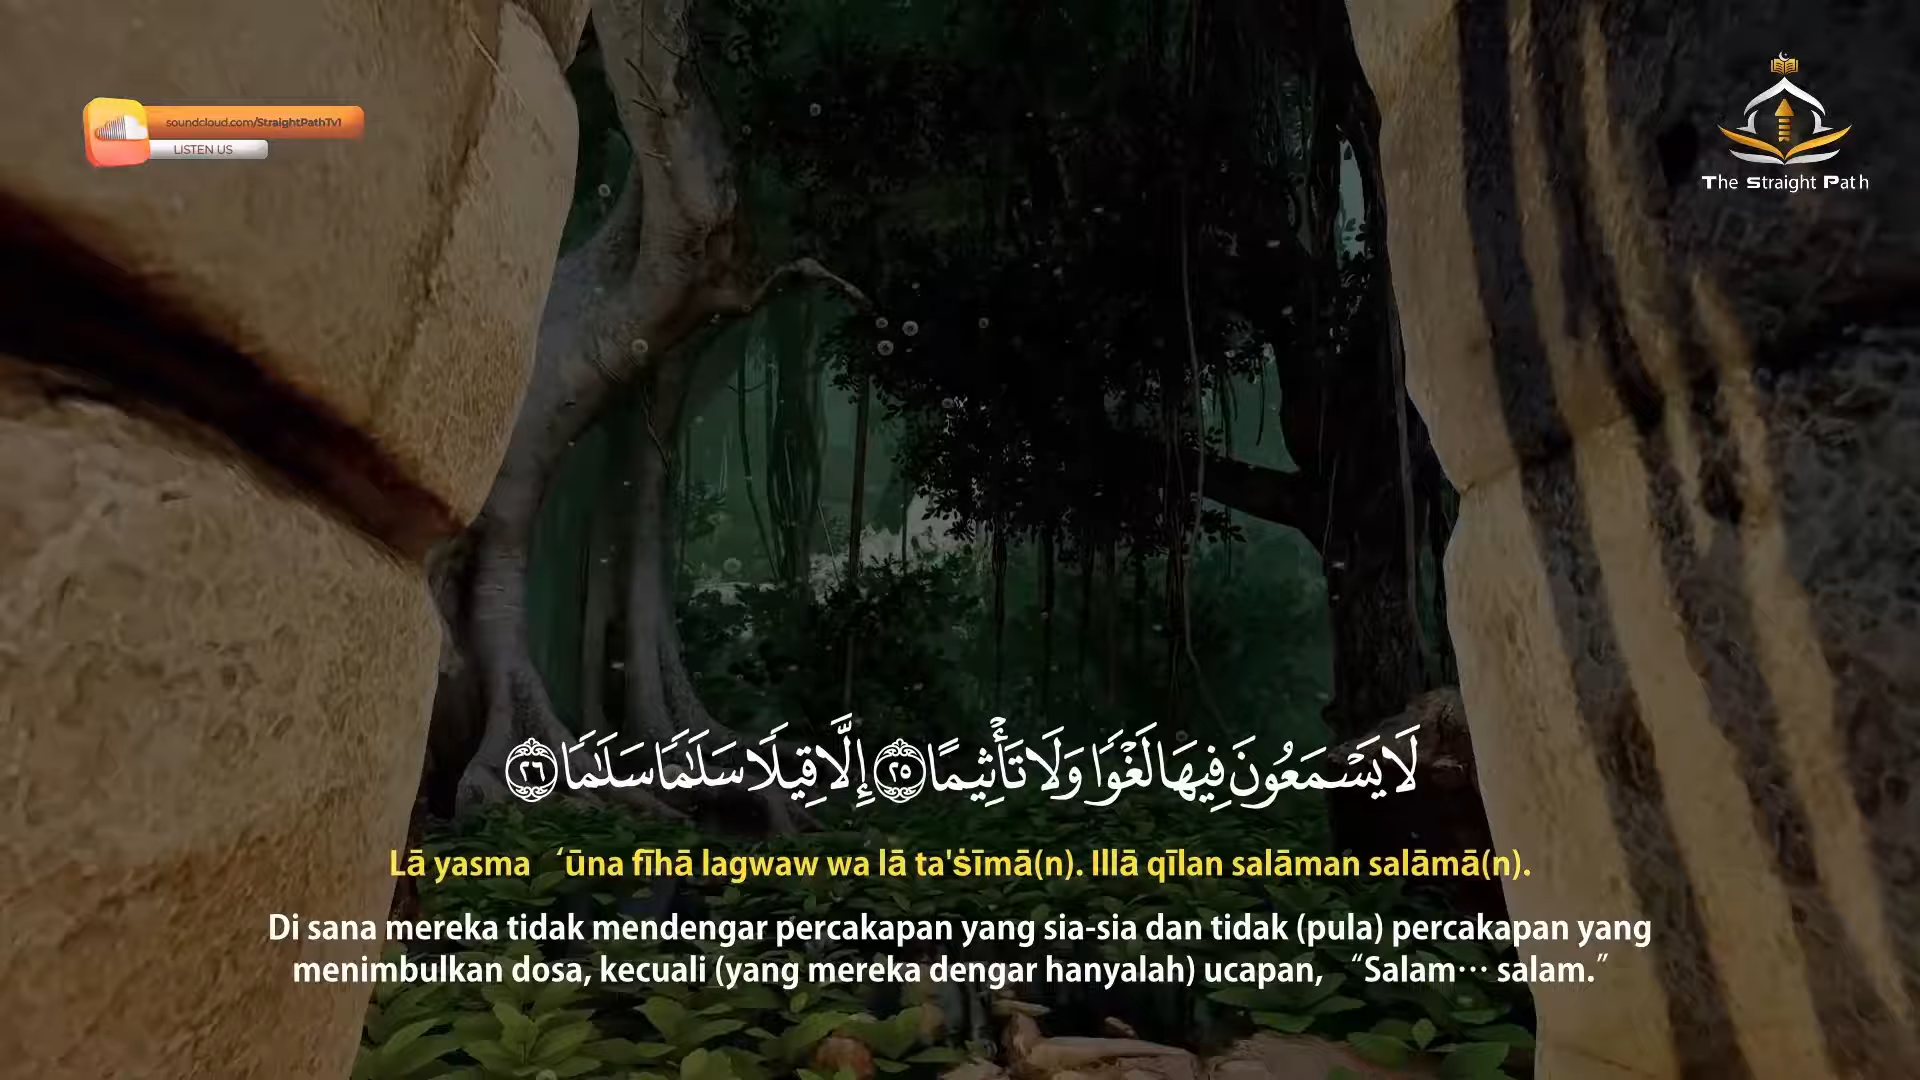 soundcloud.com/StraightPathTv1
LISTEN US
The Straight Path
لَا يَسْمَعُونَ فِيهَا لَغْوًا وَلَا تَأْثِيمًا ٢٥ إِلَّا قِيلًا سَلَٰمًا سَلَٰمًا ٢٦
Lā yasma ‘ūna fīhā lagwaw wa lā ta'ṡīmā(n). Illā qīlan salāman salāmā(n).
Di sana mereka tidak mendengar percakapan yang sia-sia dan tidak (pula) percakapan yang
menimbulkan dosa, kecuali (yang mereka dengar hanyalah) ucapan, “Salam… salam.”